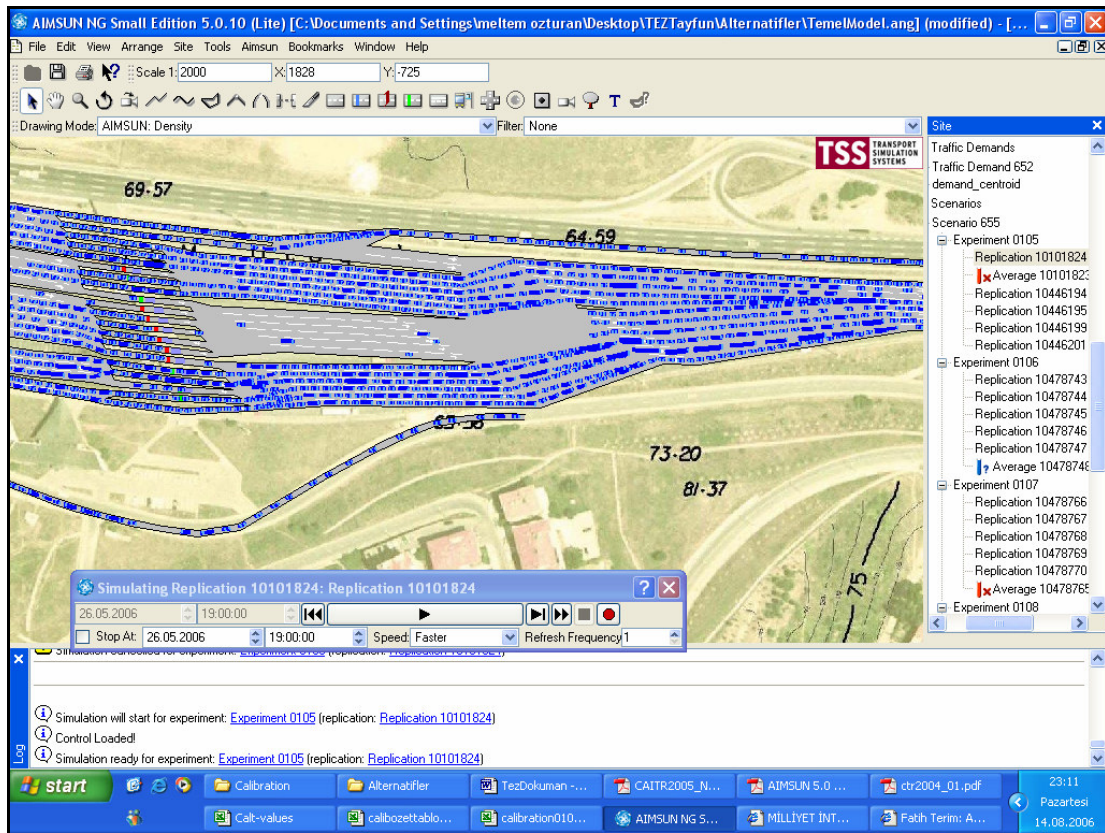 AIMSUN NG Small Edition 5.0.10 (Lite) [C:\Documents and Settings\meltem ozturan\Desktop\TEZTayfun\Alternatifler\TemelModel.ang] (modified) - [...
File Edit View Arrange Site Tools Aimsun Bookmarks Window Help
Scale 1: 2000 X: 1828 Y: -725
Drawing Mode: AIMSUN: Density Filter: None
TSS TRANSPORT SIMULATION SYSTEMS
69-57
64-59
73-20
81-37
75
Site
Traffic Demands
Traffic Demand 652
demand_centroid
Scenarios
Scenario 655
Experiment 0105
Replication 10101824
Average 10101823
Replication 10446194
Replication 10446195
Replication 10446199
Replication 10446201
Experiment 0106
Replication 10478743
Replication 10478744
Replication 10478745
Replication 10478746
Replication 10478747
Average 10478748
Experiment 0107
Replication 10478766
Replication 10478767
Replication 10478768
Replication 10478769
Replication 10478770
Average 10478765
Experiment 0108
Simulating Replication 10101824: Replication 10101824
26.05.2006 19:00:00
Stop At: 26.05.2006 19:00:00 Speed: Faster Refresh Frequency 1
Simulation will start for experiment: Experiment 0105 (replication: Replication 10101824)
Control Loaded!
Simulation ready for experiment: Experiment 0105 (replication: Replication 10101824)
Log
start
Calibration
Alternatifler
TezDokuman -...
CAITR2005_N...
AIMSUN 5.0 ...
ctr2004_01.pdf
Calt-values
calibozettablo...
calibration010...
AIMSUN NG S...
MİLLİYET İNT...
Fatih Terim: A...
23:11
Pazartesi
14.08.2006